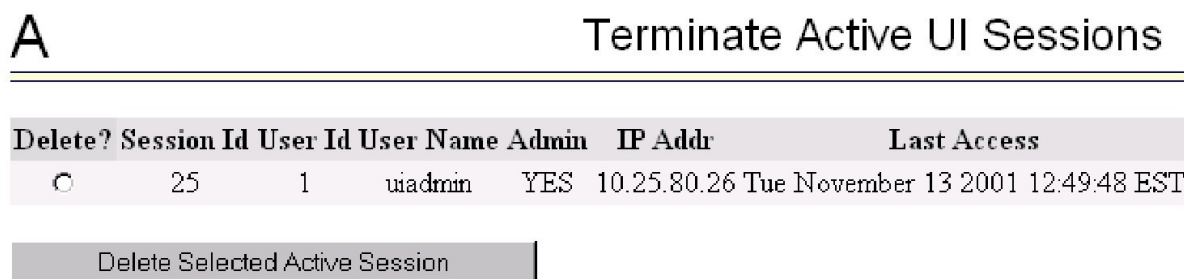 A Terminate Active UI Sessions
Delete? Session Id User Id User Name Admin IP Addr Last Access
25 1 uiadmin YES 10.25.80.26 Tue November 13 2001 12:49:48 EST
Delete Selected Active Session